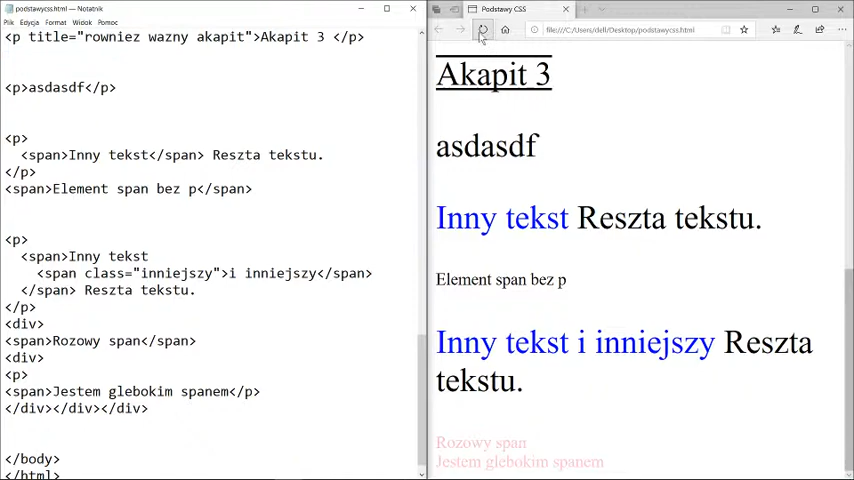 podstawycss.html — Notatnik
Plik Edycja Format Widok Pomoc
<p title="rowniez wazny akapit">Akapit 3 </p>
<p>asdasdf</p>
<p>
<span>Inny tekst</span> Reszta tekstu.
</p>
<span>Element span bez p</span>
<p>
<span>Inny tekst
<span class="inniejszy">i inniejszy</span>
</span> Reszta tekstu.
</p>
<div>
<span>Rozowy span</span>
<div>
<p>
<span>Jestem glebokim spanem</p>
</div></div></div>
</body>
</html>
Podstawy CSS
file:///C:/Users/dell/Desktop/podstawycss.html
Akapit 3
asdasdf
Inny tekst Reszta tekstu.
Element span bez p
Inny tekst i inniejszy Reszta
tekstu.
Rozowy span
Jestem glebokim spanem